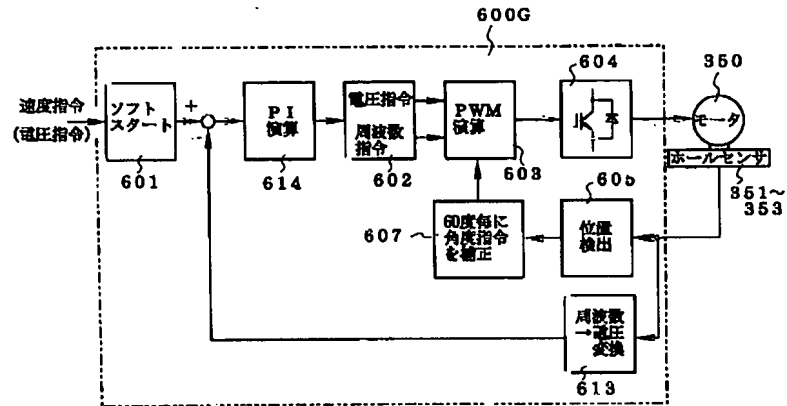 600G
速度指令
(電圧指令)
ソフト
スタート
601
+
PI
演算
614
電圧指令
周波数
指令
602
PWM
演算
603
604
350
モータ
ホールセンサ
351～
353
607
60度毎に
角度指令
を補正
605
位置
検出
周波数
→電圧
変換
613